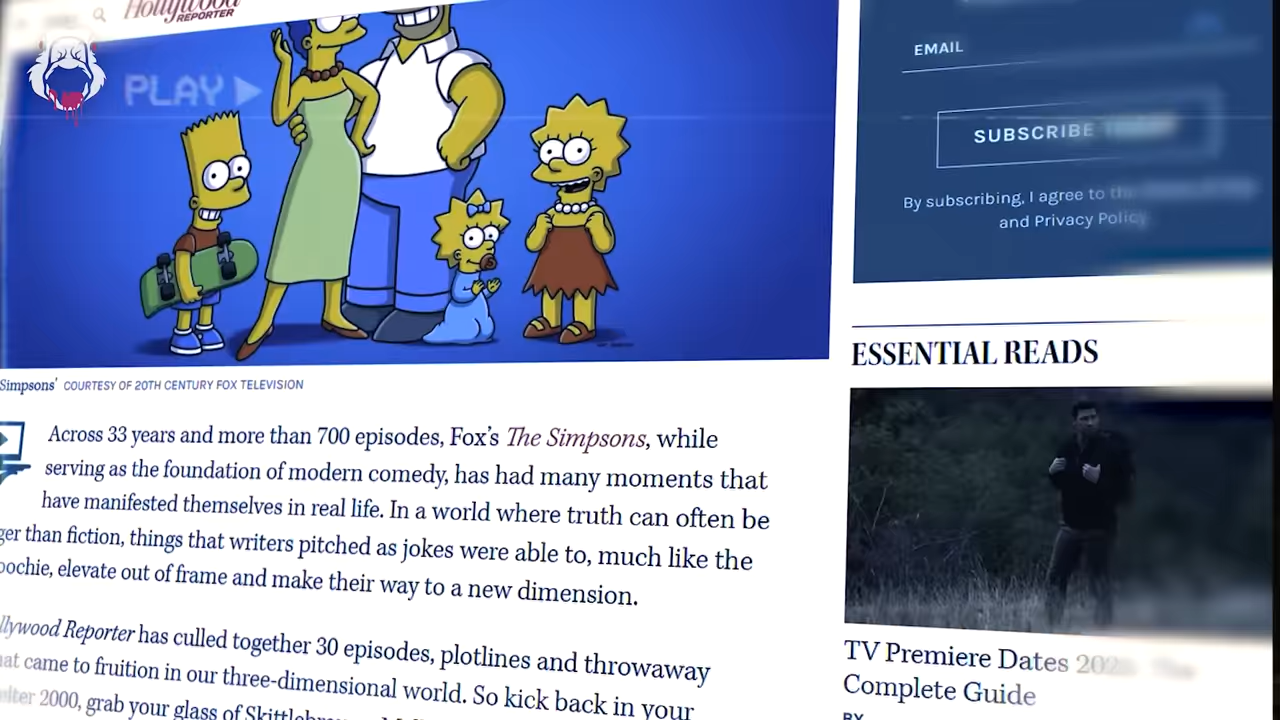 Hollywood
REPORTER
PLAY
EMAIL
SUBSCRIBE
By subscribing, I agree to the
and Privacy Policy
ESSENTIAL READS
Simpsons' COURTESY OF 20TH CENTURY FOX TELEVISION
Across 33 years and more than 700 episodes, Fox's The Simpsons, while
serving as the foundation of modern comedy, has had many moments that
have manifested themselves in real life. In a world where truth can often be
ger than fiction, things that writers pitched as jokes were able to, much like the
oochie, elevate out of frame and make their way to a new dimension.
llywood Reporter has culled together 30 episodes, plotlines and throwaway
at came to fruition in our three-dimensional world. So kick back in your
elter 2000, grab your glass of
TV Premiere Dates
Complete Guide
BY